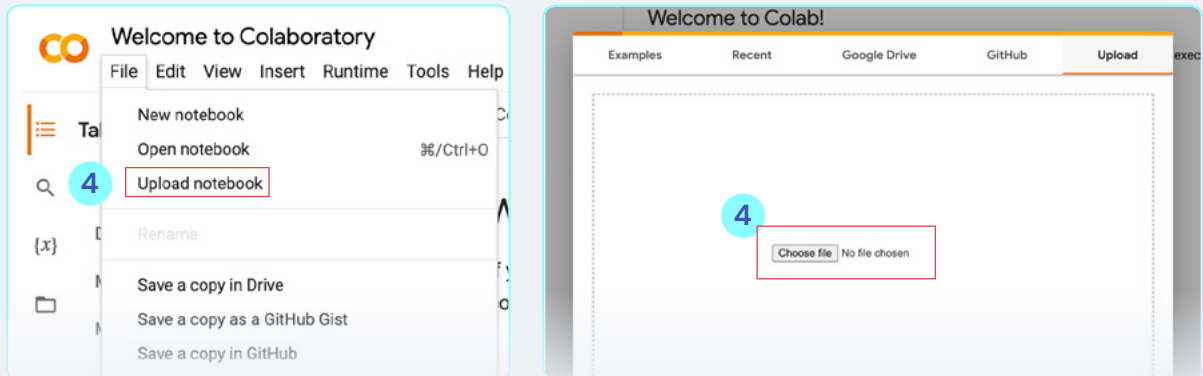 Welcome to Colaboratory
File Edit View Insert Runtime Tools Help
New notebook
Open notebook ⌘/Ctrl+O
4 Upload notebook
{x}
Rename
Save a copy in Drive
Save a copy as a GitHub Gist
Save a copy in GitHub
Welcome to Colab!
Examples Recent Google Drive GitHub Upload exec
4
Choose file No file chosen